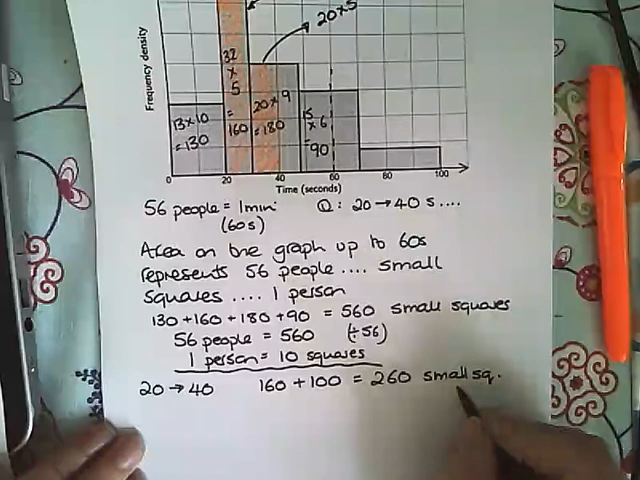 20×5
Frequency density
32
×
5
=
160
20×9
=180
13×10
=130
15
×6
=90
0 20 40 60 80 100
Time (seconds)
56 people = 1min Q: 20→40 s....
(60s)
Area on the graph up to 60s
represents 56 people .... small
squares .... 1 person
130+160+180+90 = 560 small squares
56 people = 560 (÷56)
1 person = 10 squares
20→40 160+100 = 260 small sq.